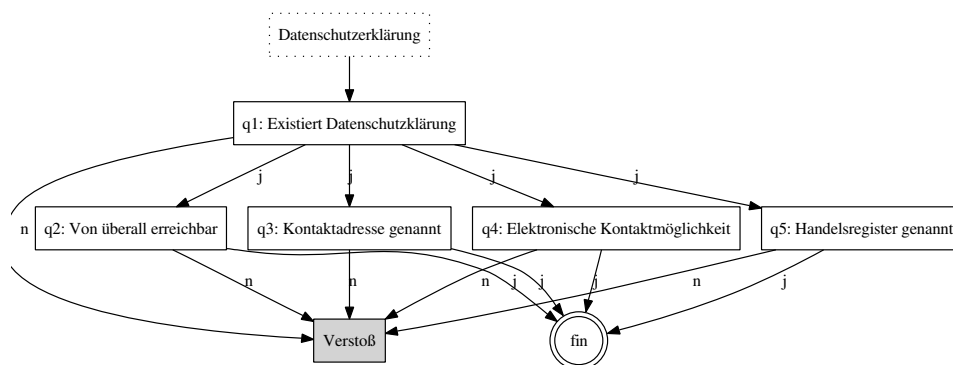 Datenschutzerklärung
q1: Existiert Datenschutzklärung
j
j
j
j
n
q2: Von überall erreichbar
q3: Kontaktadresse genannt
q4: Elektronische Kontaktmöglichkeit
q5: Handelsregister genannt
n
n
j
j
n
j
n
j
Verstoß
fin